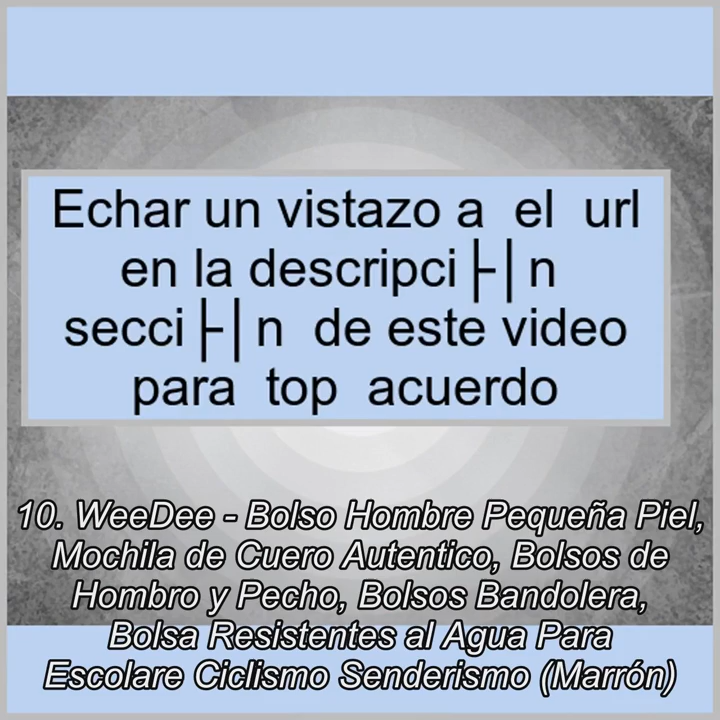 Echar un vistazo a el url
en la descripci├│n
secci├│n de este video
para top acuerdo
10. WeeDee - Bolso Hombre Pequeña Piel,
Mochila de Cuero Autentico, Bolsos de
Hombro y Pecho, Bolsos Bandolera,
Bolsa Resistentes al Agua Para
Escolare Ciclismo Senderismo (Marrón)